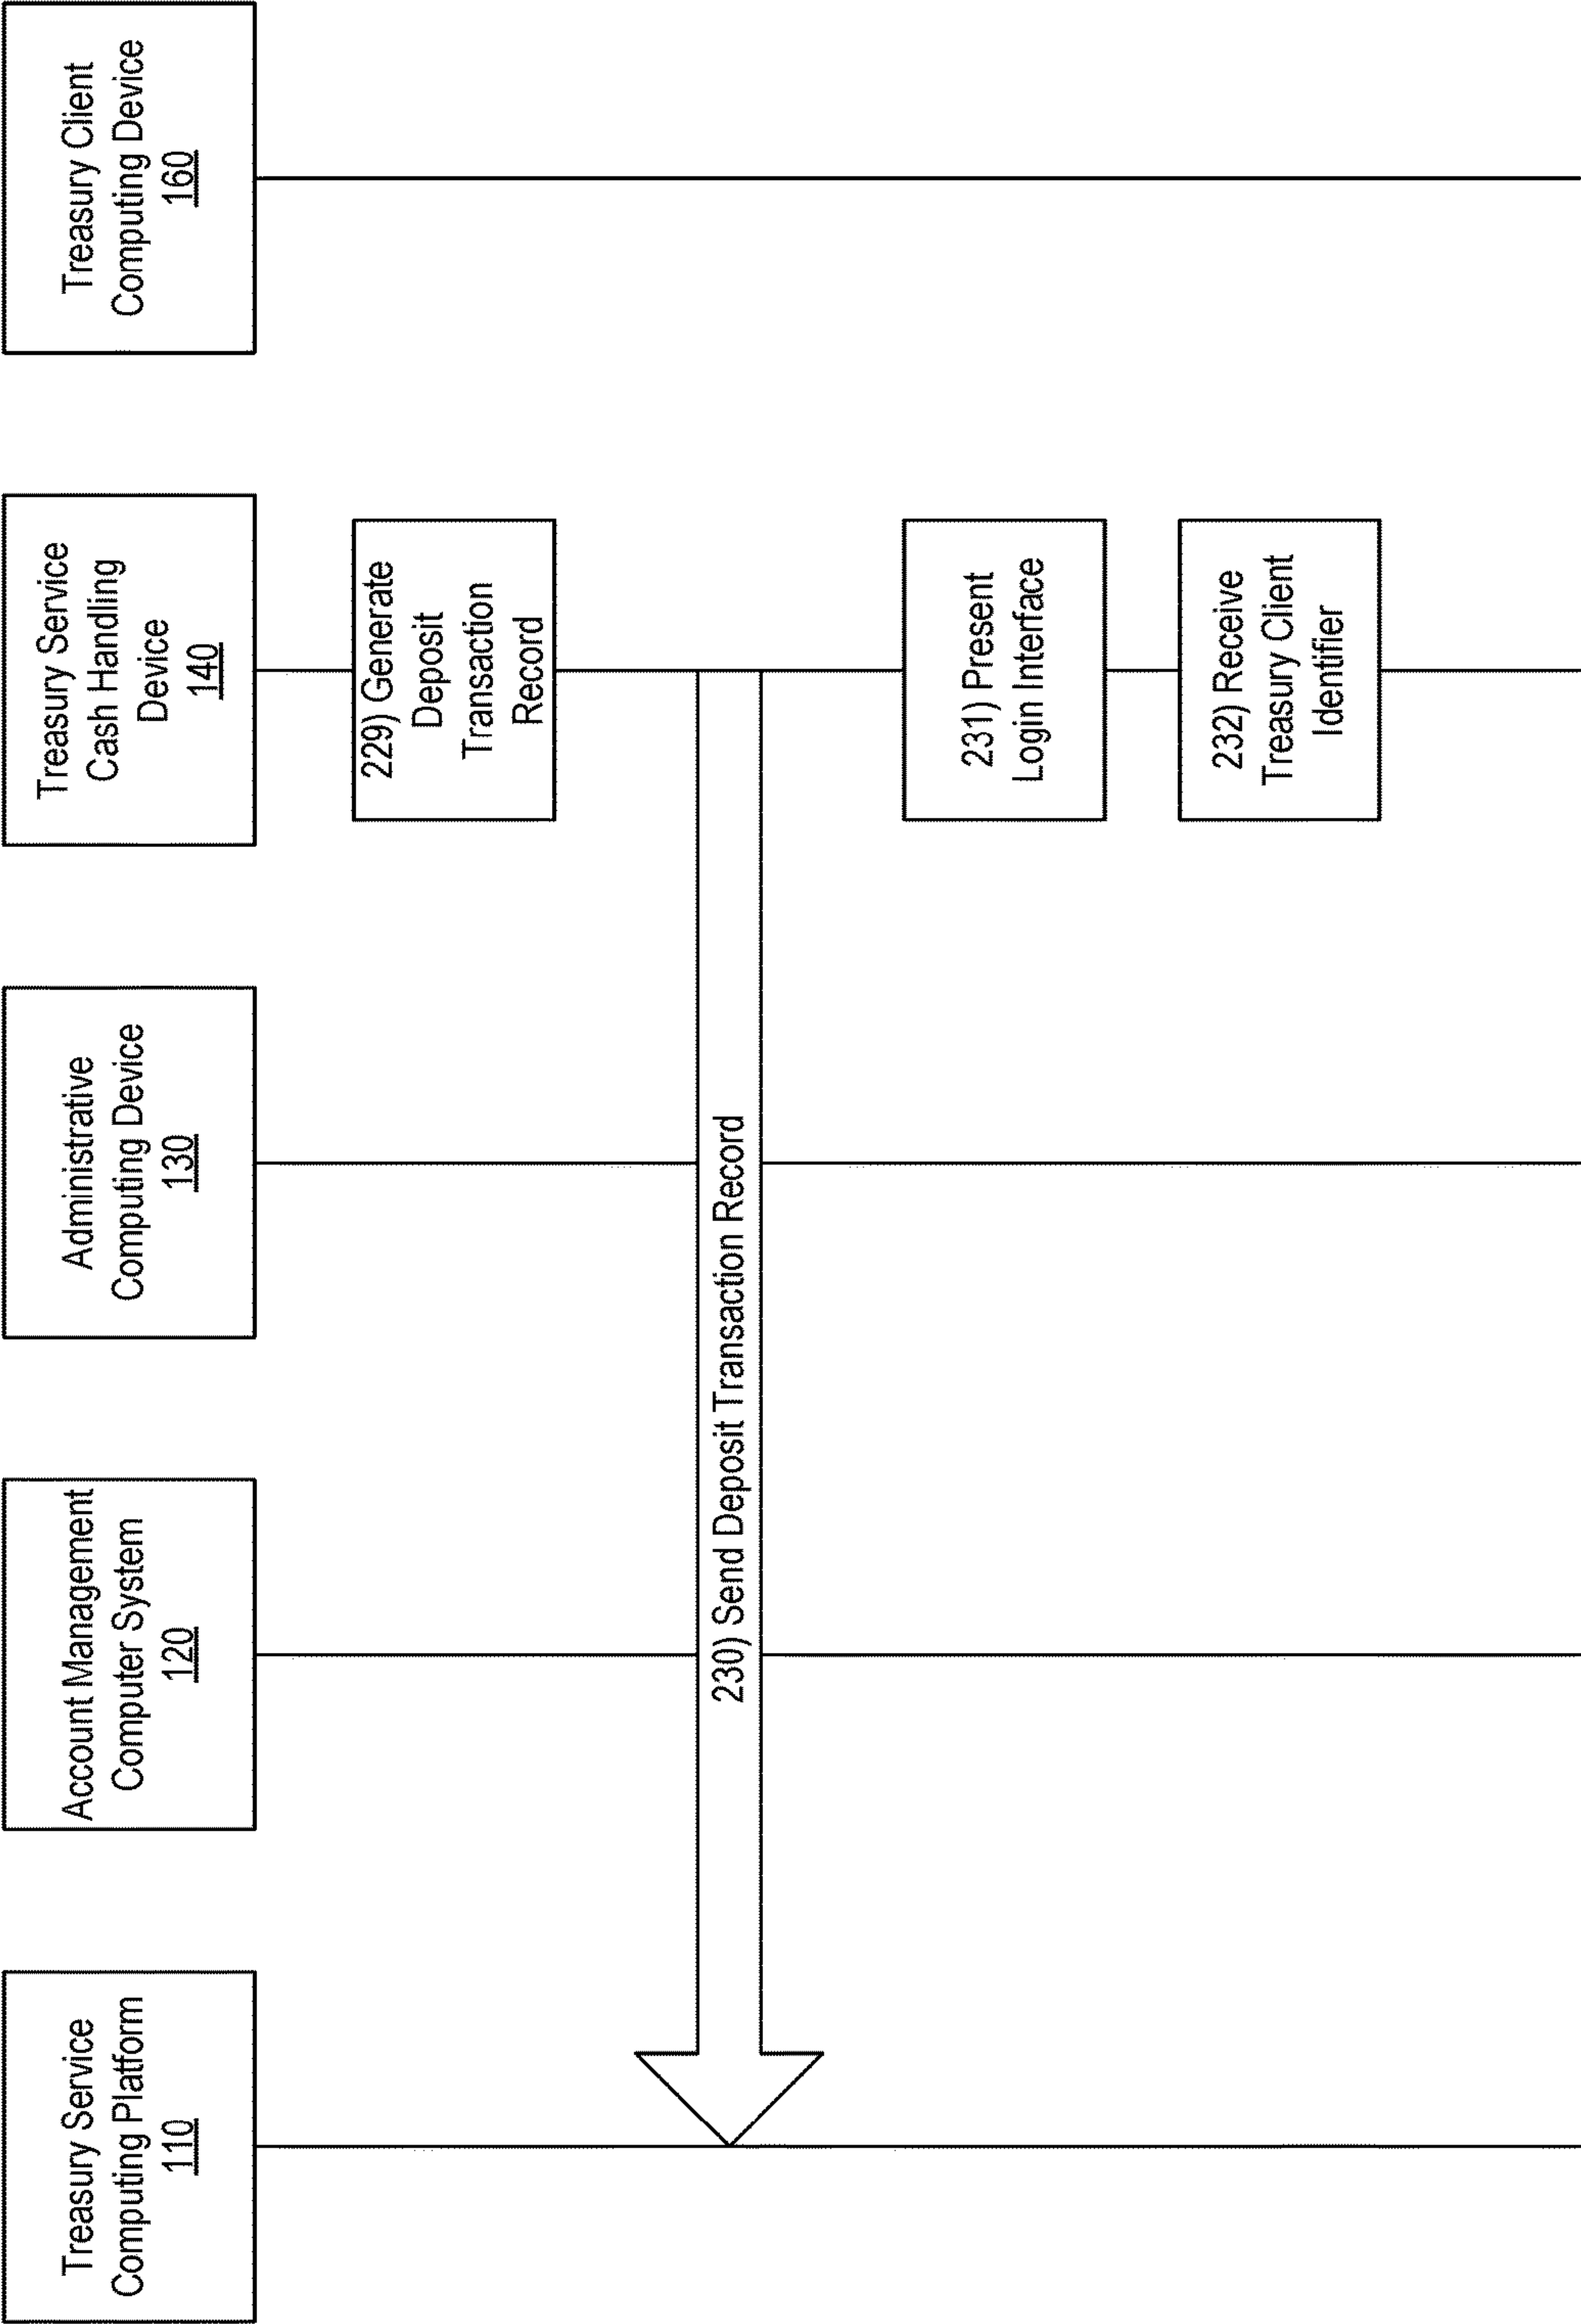 Treasury Service
Computing Platform
110
Account Management
Computer System
120
Administrative
Computing Device
130
Treasury Service
Cash Handling
Device
140
Treasury Client
Computing Device
160
229) Generate
Deposit
Transaction
Record
230) Send Deposit Transaction Record
231) Present
Login Interface
232) Receive
Treasury Client
Identifier